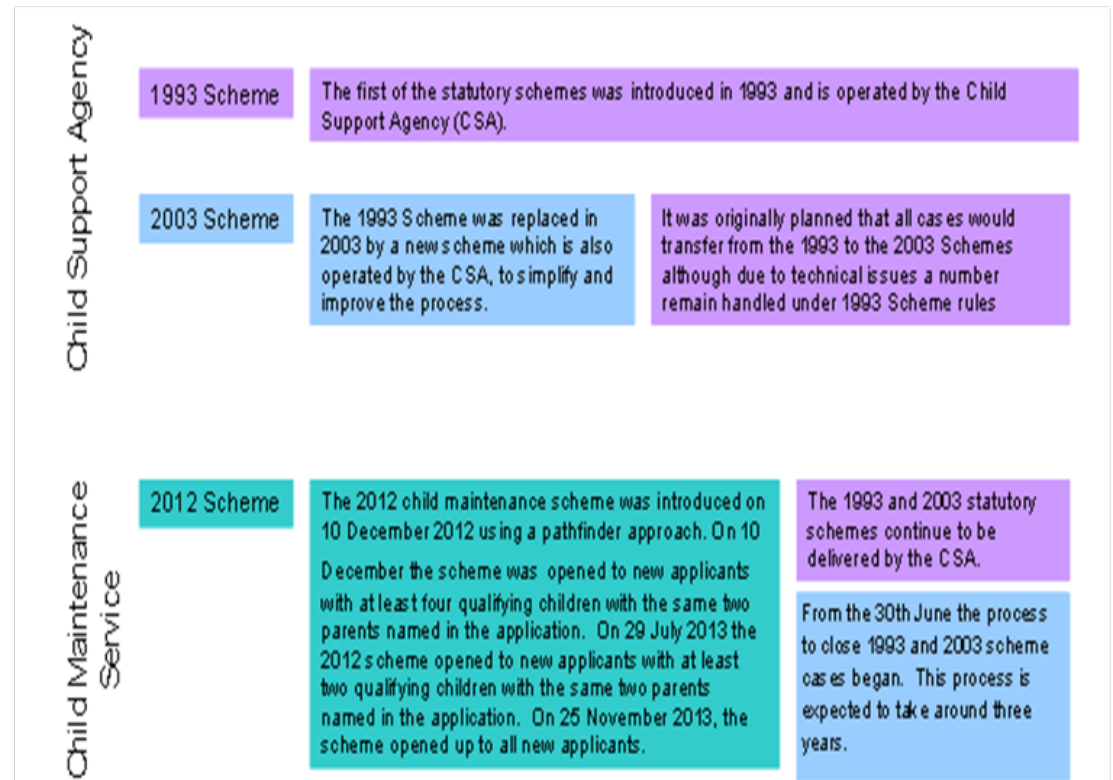 Child Support Agency
1993 Scheme
The first of the statutory schemes was introduced in 1993 and is operated by the Child
Support Agency (CSA).
2003 Scheme
The 1993 Scheme was replaced in
2003 by a new scheme which is also
operated by the CSA, to simplify and
improve the process.
It was originally planned that all cases would
transfer from the 1993 to the 2003 Schemes
although due to technical issues a number
remain handled under 1993 Scheme rules
Child Maintenance
Service
2012 Scheme
The 2012 child maintenance scheme was introduced on
10 December 2012 using a pathfinder approach. On 10
December the scheme was opened to new applicants
with at least four qualifying children with the same two
parents named in the application. On 29 July 2013 the
2012 scheme opened to new applicants with at least
two qualifying children with the same two parents
named in the application. On 25 November 2013, the
scheme opened up to all new applicants.
The 1993 and 2003 statutory
schemes continue to be
delivered by the CSA.
From the 30th June the process
to close 1993 and 2003 scheme
cases began. This process is
expected to take around three
years.